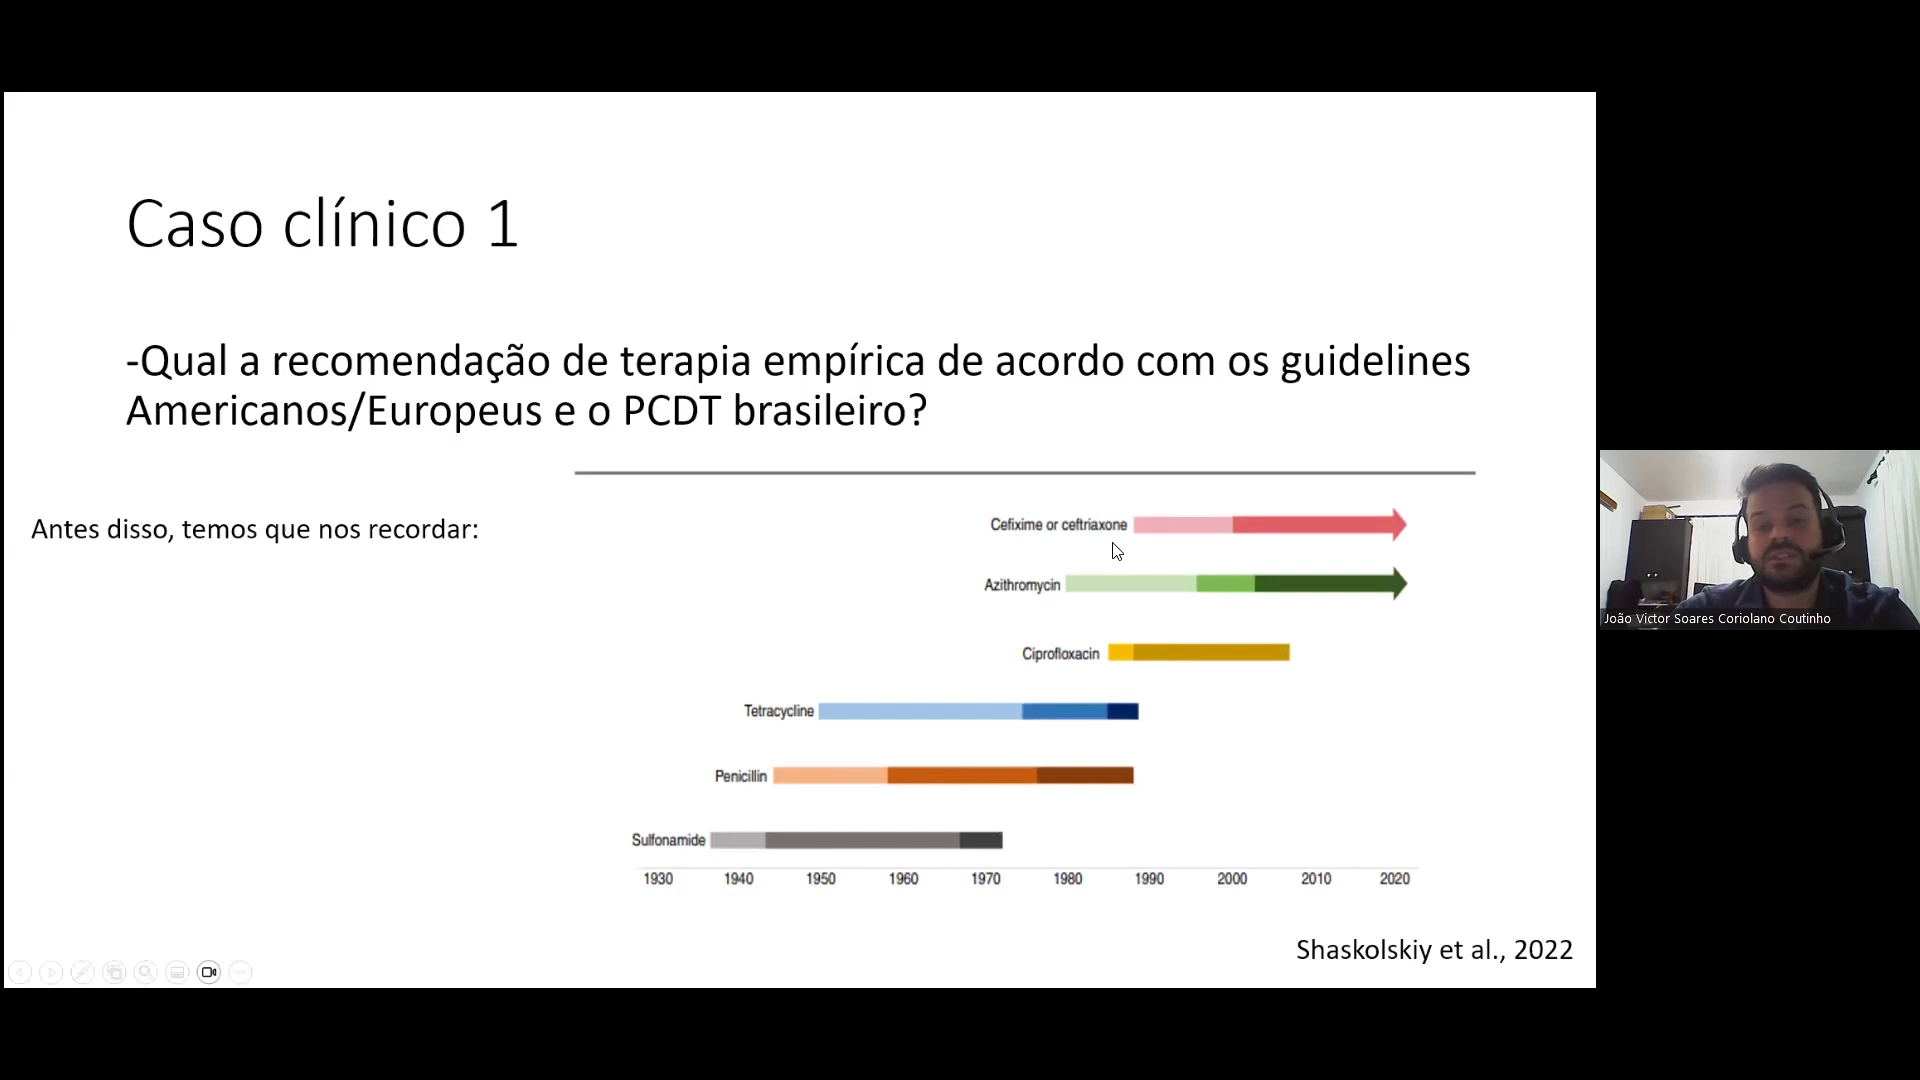 Caso clínico 1
-Qual a recomendação de terapia empírica de acordo com os guidelines
Americanos/Europeus e o PCDT brasileiro?
Antes disso, temos que nos recordar:
Cefixime or ceftriaxone
Azithromycin
Ciprofloxacin
Tetracycline
Penicillin
Sulfonamide
1930 1940 1950 1960 1970 1980 1990 2000 2010 2020
Shaskolskiy et al., 2022
João Victor Soares Coriolano Coutinho